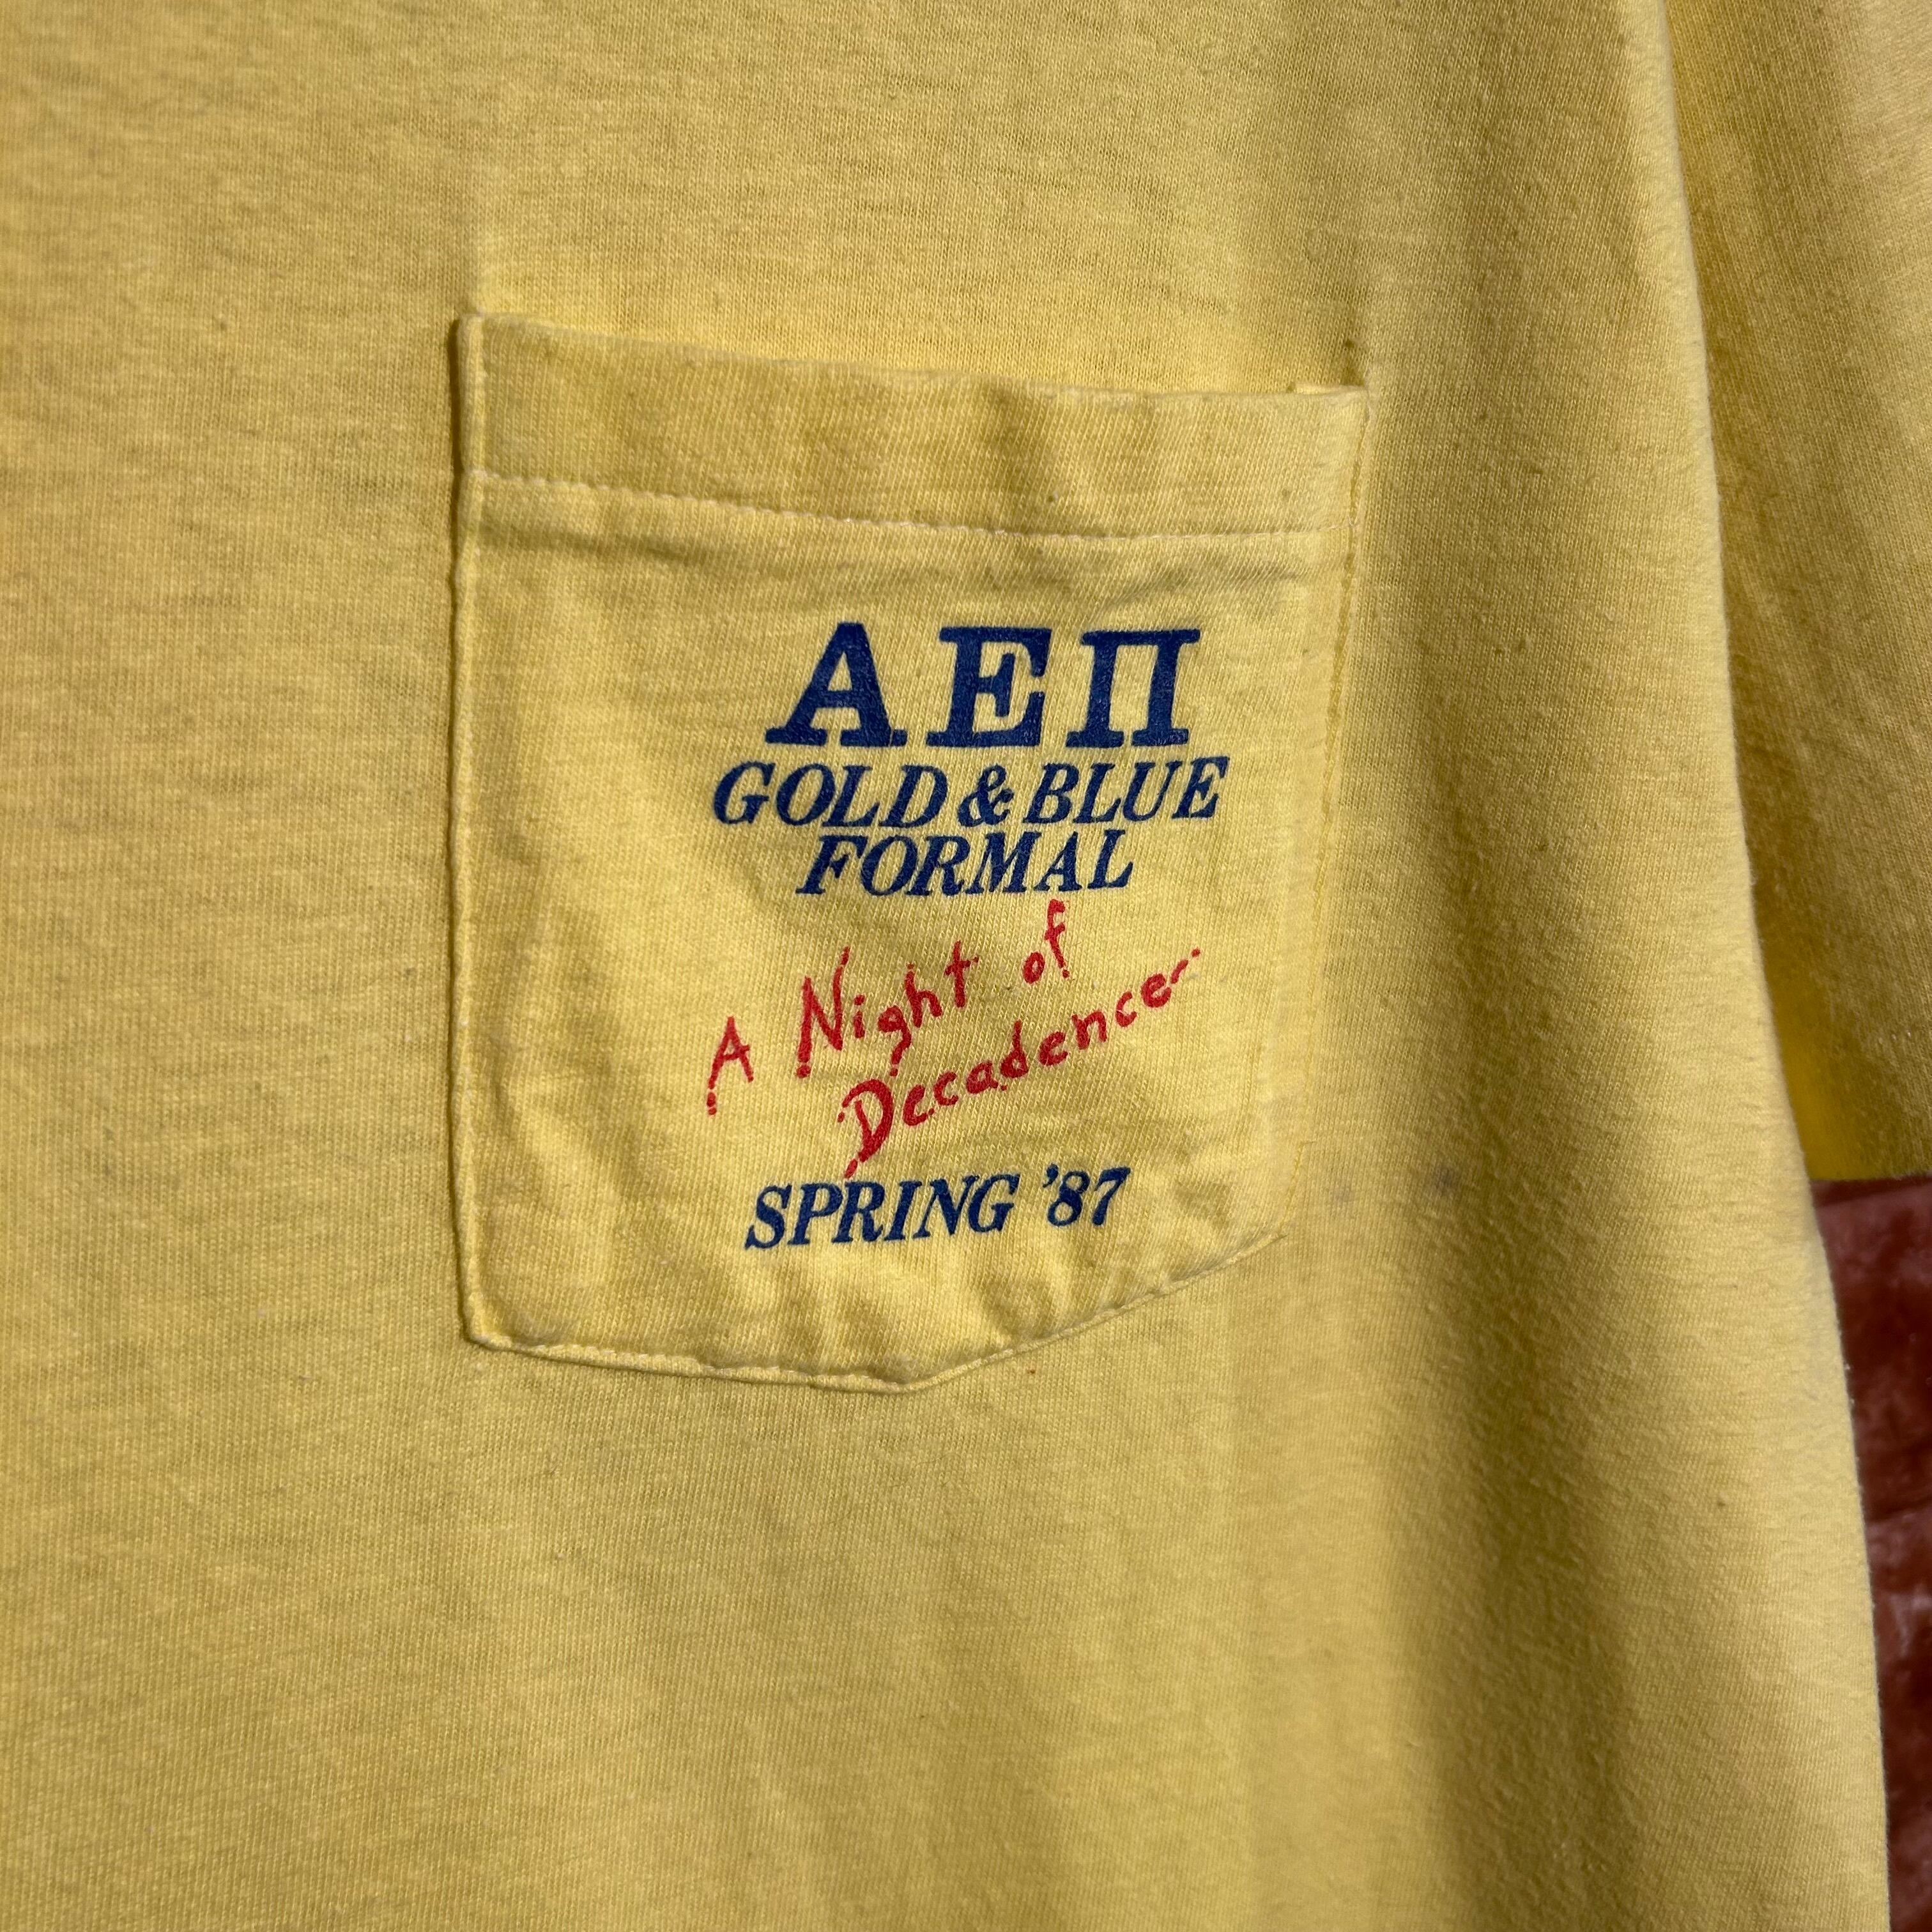 ΑΕΠ
GOLD & BLUE
FORMAL
A Night of
Decadence
SPRING '87